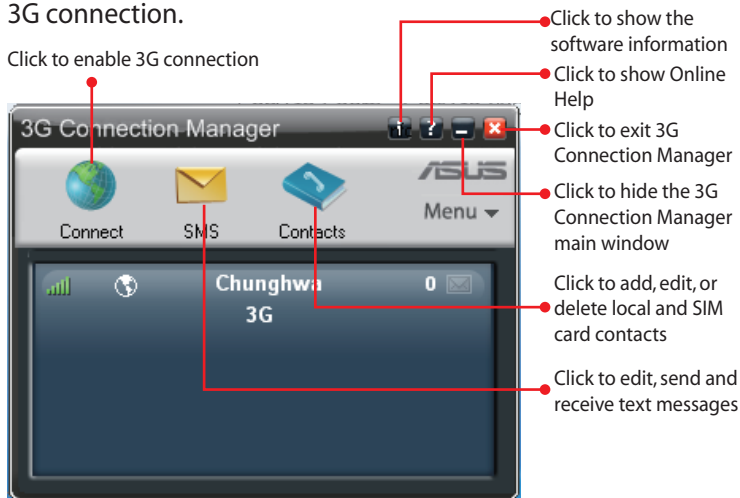 3G connection.
Click to enable 3G connection
Click to show the
software information
Click to show Online
Help
Click to exit 3G
Connection Manager
Click to hide the 3G
Connection Manager
main window
Click to add, edit, or
delete local and SIM
card contacts
Click to edit, send and
receive text messages
3G Connection Manager
i ?
ASUS
Menu
Connect SMS Contacts
Chunghwa 0
3G